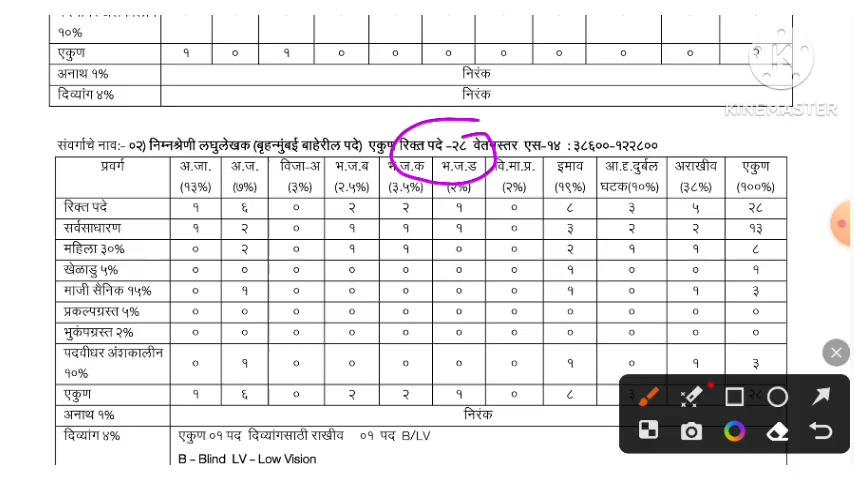 १०%
एकुण १ ० १ ० ० ० ० ० ० ० २
अनाथ १% निरंक
दिव्यांग ४% निरंक
KINEMASTER
संवर्गाचे नाव:- ०२) निम्नश्रेणी लघुलेखक (बृहन्मुंबई बाहेरील पदे) एकुण रिक्त पदे -२८ वेतनस्तर एस-१४ : ३८६००-१२२८००
प्रवर्ग अ.जा. अ.ज. विजा-अ भ.ज.ब भ.ज.क भ.ज.ड वि.मा.प्र. इमाव आ.दृ.दुर्बल अराखीव एकुण
(१३%) (७%) (३%) (२.५%) (३.५%) (२%) (२%) (१९%) घटक(१०%) (३८%) (१००%)
रिक्त पदे १ ६ ० २ २ १ ० ८ ३ ५ २८
सर्वसाधारण १ २ ० १ १ १ ० ३ २ २ १३
महिला ३०% ० २ ० १ १ ० ० २ १ १ ८
खेळाडु ५% ० ० ० ० ० ० ० १ ० ० १
माजी सैनिक १५% ० १ ० ० ० ० ० १ ० १ ३
प्रकल्पग्रस्त ५% ० ० ० ० ० ० ० ० ० ० ०
भुकंपग्रस्त २% ० ० ० ० ० ० ० ० ० ० ०
पदवीधर अंशकालीन ० १ ० ० ० ० ० १ ० १ ३
१०%
एकुण १ ६ ० २ २ १ ० ८ ३ २८
अनाथ १% निरंक
दिव्यांग ४% एकुण ०१ पद दिव्यांगसाठी राखीव ०१ पद B/LV
B – Blind LV – Low Vision